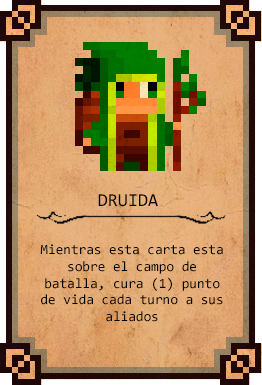 DRUIDA
Mientras esta carta esta
sobre el campo de
batalla, cura (1) punto
de vida cada turno a sus
aliados